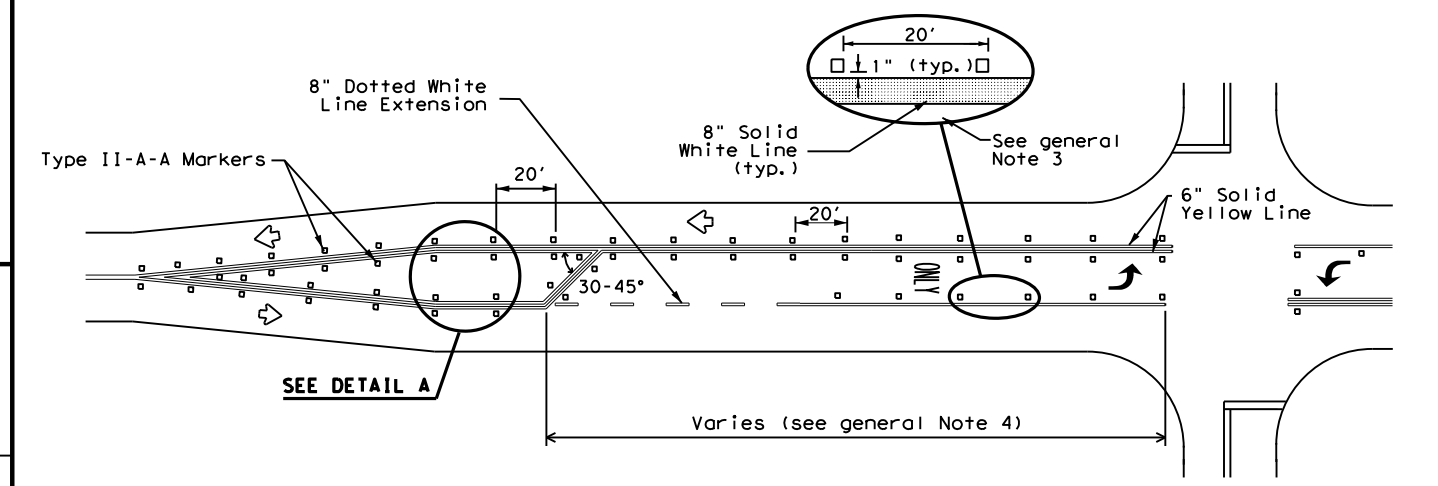 20'
1" (typ.)
8" Dotted White
Line Extension
8" Solid
White Line
(typ.)
See general
Note 3
Type II-A-A Markers
20'
20'
6" Solid
Yellow Line
30-45°
ONLY
SEE DETAIL A
Varies (see general Note 4)